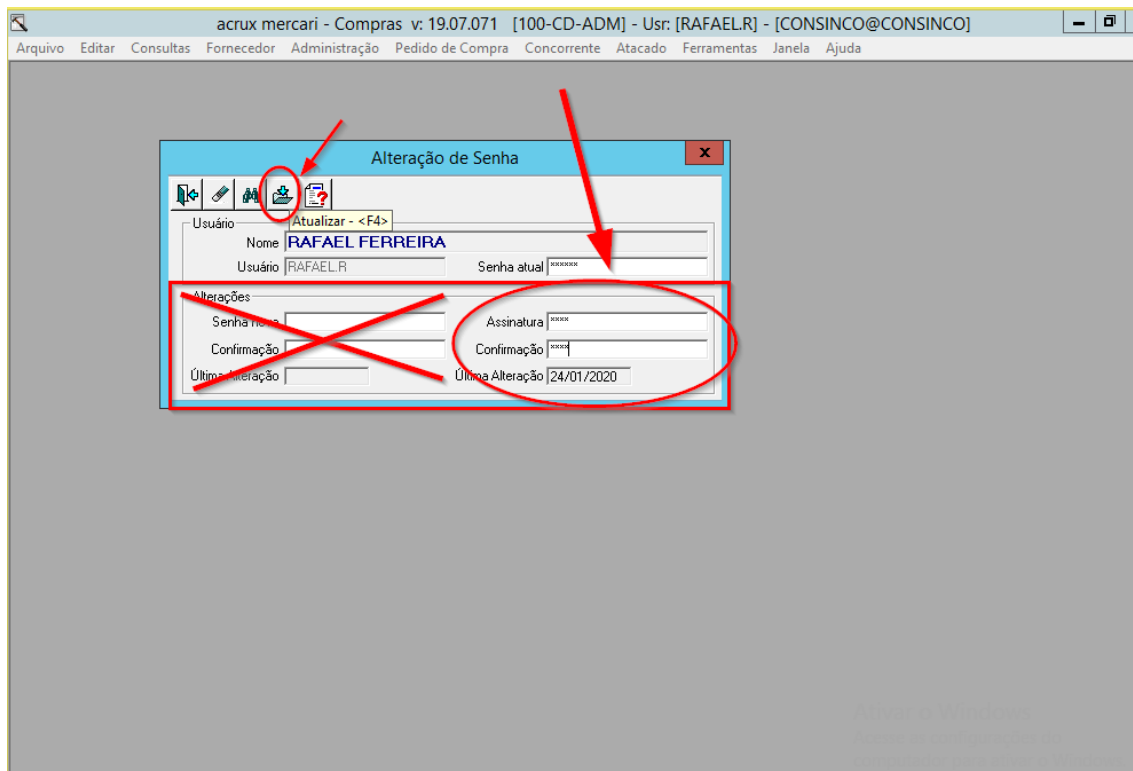 acrux mercari - Compras v: 19.07.071 [100-CD-ADM] - Usr: [RAFAEL.R] - [CONSINCO@CONSINCO]
Arquivo Editar Consultas Fornecedor Administração Pedido de Compra Concorrente Atacado Ferramentas Janela Ajuda
Alteração de Senha
x
Atualizar - <F4>
Usuário
Nome RAFAEL FERREIRA
Usuário RAFAEL.R Senha atual ******
Alterações
Senha nova Assinatura ****
Confirmação Confirmação ****
Última Alteração Última Alteração 24/01/2020
Ativar o Windows